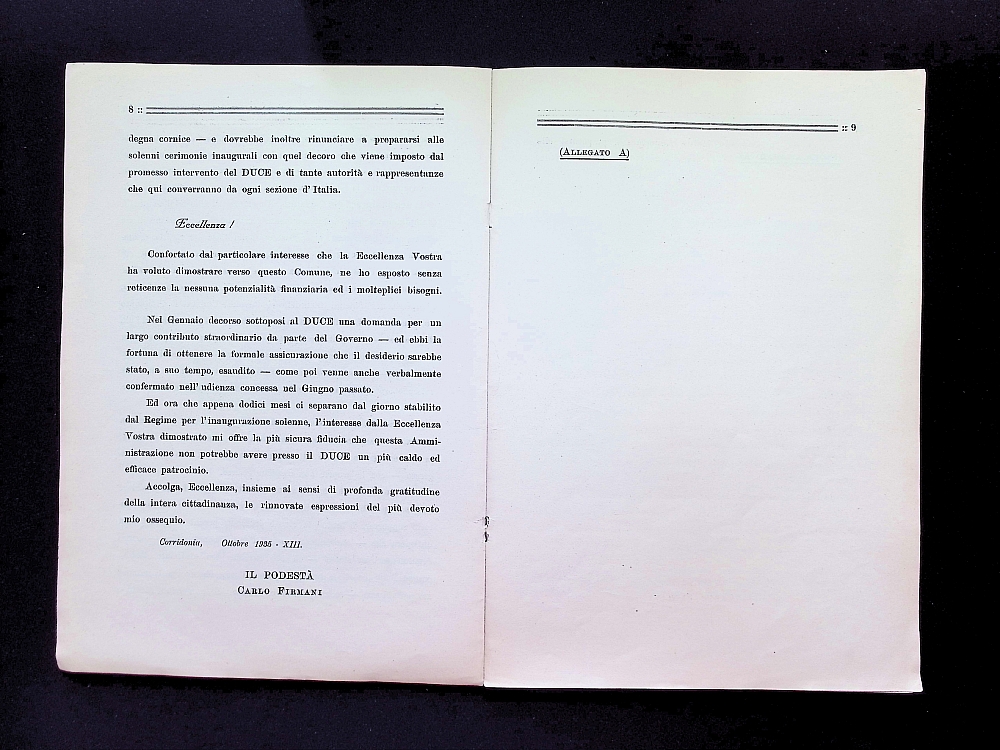 8 ::
degna cornice — e dovrebbe inoltre rinunciare a prepararsi alle
solenni cerimonie inaugurali con quel decoro che viene imposto dal
promesso intervento del DUCE e di tante autorità e rappresentanze
che qui converranno da ogni sezione d'Italia.
Eccellenza !
Confortato dal particolare interesse che la Eccellenza Vostra
ha voluto dimostrare verso questo Comune, ne ho esposto senza
reticenze la nessuna potenzialità finanziaria ed i molteplici bisogni.
Nel Gennaio decorso sottoposi al DUCE una domanda per un
largo contributo straordinario da parte del Governo — ed ebbi la
fortuna di ottenere la formale assicurazione che il desiderio sarebbe
stato, a suo tempo, esaudito — come poi venne anche verbalmente
confermato nell'udienza concessa nel Giugno passato.
Ed ora che appena dodici mesi ci separano dal giorno stabilito
dal Regime per l'inaugurazione solenne, l'interesse dalla Eccellenza
Vostra dimostrato mi offre la più sicura fiducia che questa Ammi-
nistrazione non potrebbe avere presso il DUCE un più caldo ed
efficace patrocinio.
Accolga, Eccellenza, insieme ai sensi di profonda gratitudine
della intera cittadinanza, le rinnovate espressioni del più devoto
mio ossequio.
Corridonia, Ottobre 1935 - XIII.
IL PODESTÀ
CARLO FIRMANI
:: 9
(ALLEGATO A)